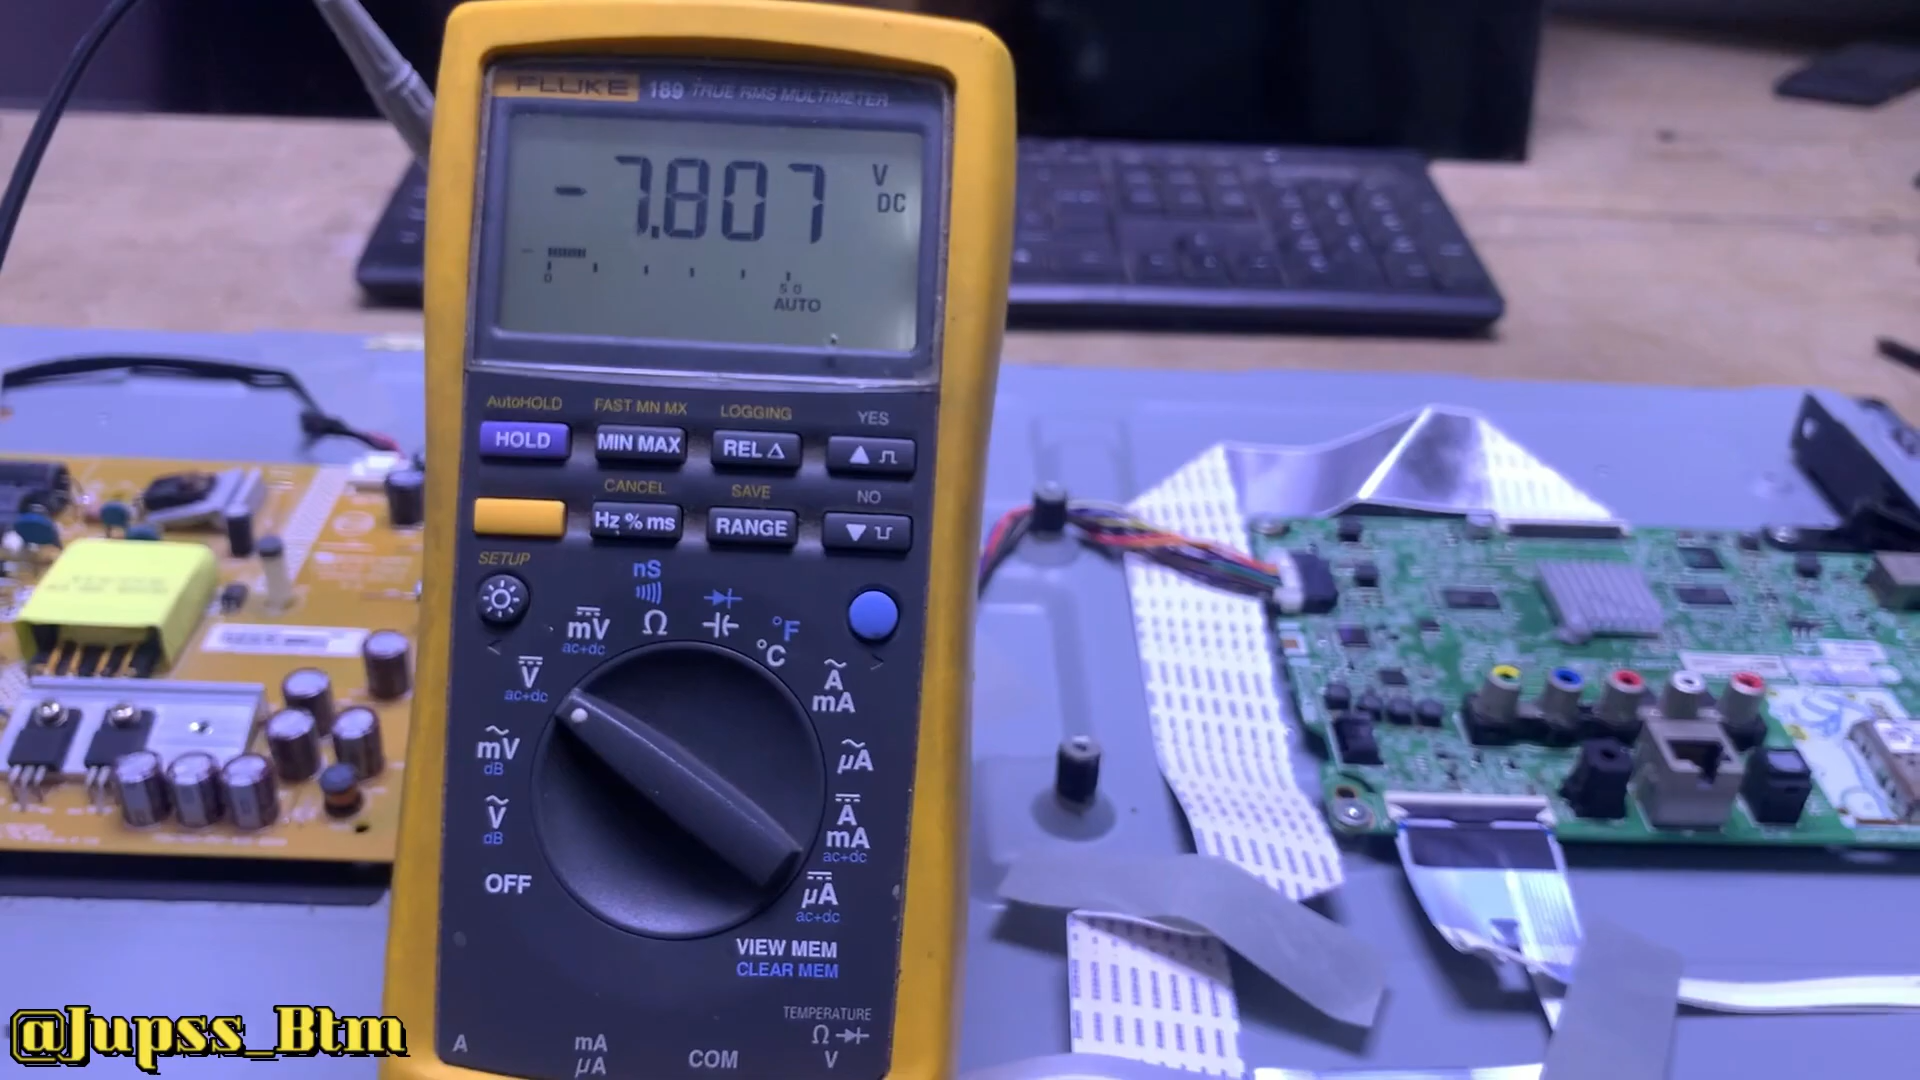 FLUKE 189 TRUE RMS MULTIMETER
- 7.807 V DC
0 50
AUTO
AutoHOLD FAST MN MX LOGGING YES
HOLD MIN MAX REL Δ ▲
CANCEL SAVE NO
Hz % ms RANGE ▼
SETUP
nS
Ω
mV
ac+dc
°F
°C
V
ac+dc
A
mA
mV
dB
µA
V
dB
A
mA
ac+dc
OFF
µA
ac+dc
VIEW MEM
CLEAR MEM
TEMPERATURE
Ω
A mA COM V
µA
@Jupss_Btm